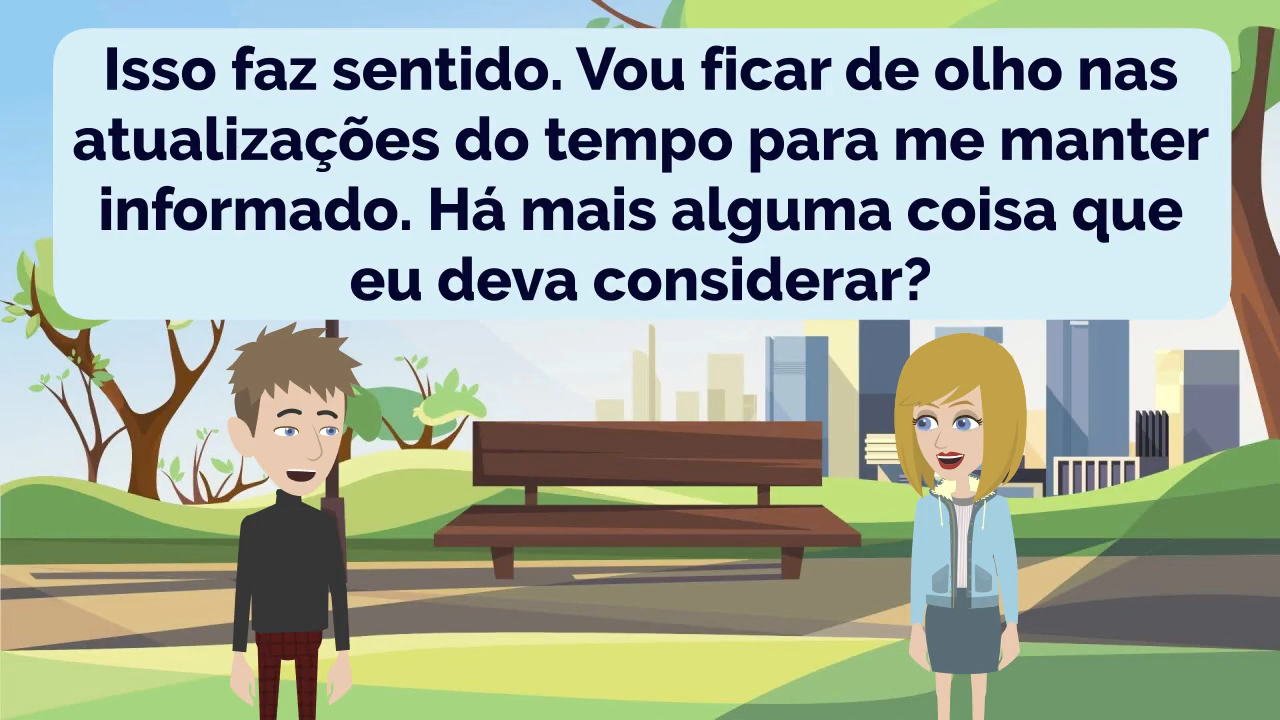 Isso faz sentido. Vou ficar de olho nas
atualizações do tempo para me manter
informado. Há mais alguma coisa que
eu deva considerar?